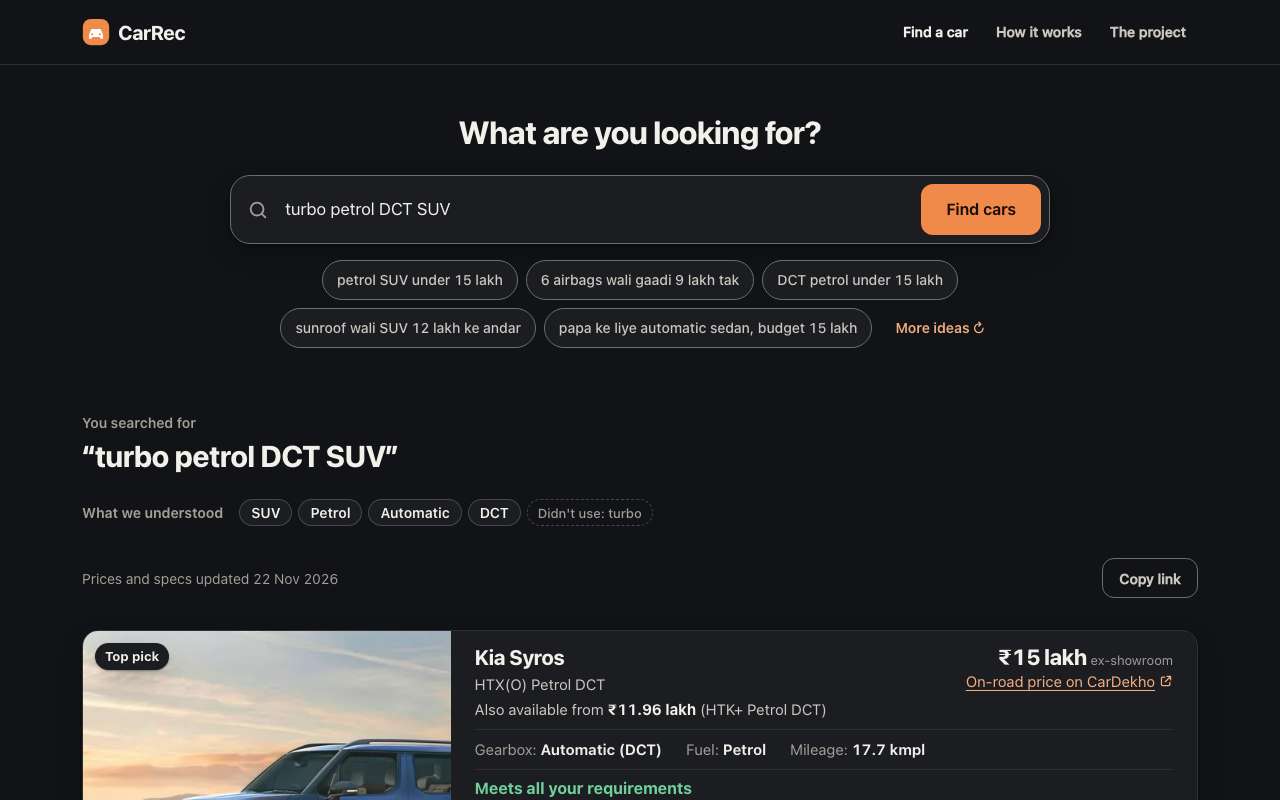 CarRec
Find a car
How it works
The project
What are you looking for?
turbo petrol DCT SUV
Find cars
petrol SUV under 15 lakh
6 airbags wali gaadi 9 lakh tak
DCT petrol under 15 lakh
sunroof wali SUV 12 lakh ke andar
papa ke liye automatic sedan, budget 15 lakh
More ideas ↻
You searched for
“turbo petrol DCT SUV”
What we understood
SUV
Petrol
Automatic
DCT
Didn't use: turbo
Prices and specs updated 22 Nov 2026
Copy link
Top pick
Kia Syros
₹15 lakh ex-showroom
HTX(O) Petrol DCT
On-road price on CarDekho
Also available from ₹11.96 lakh (HTK+ Petrol DCT)
Gearbox: Automatic (DCT)
Fuel: Petrol
Mileage: 17.7 kmpl
Meets all your requirements